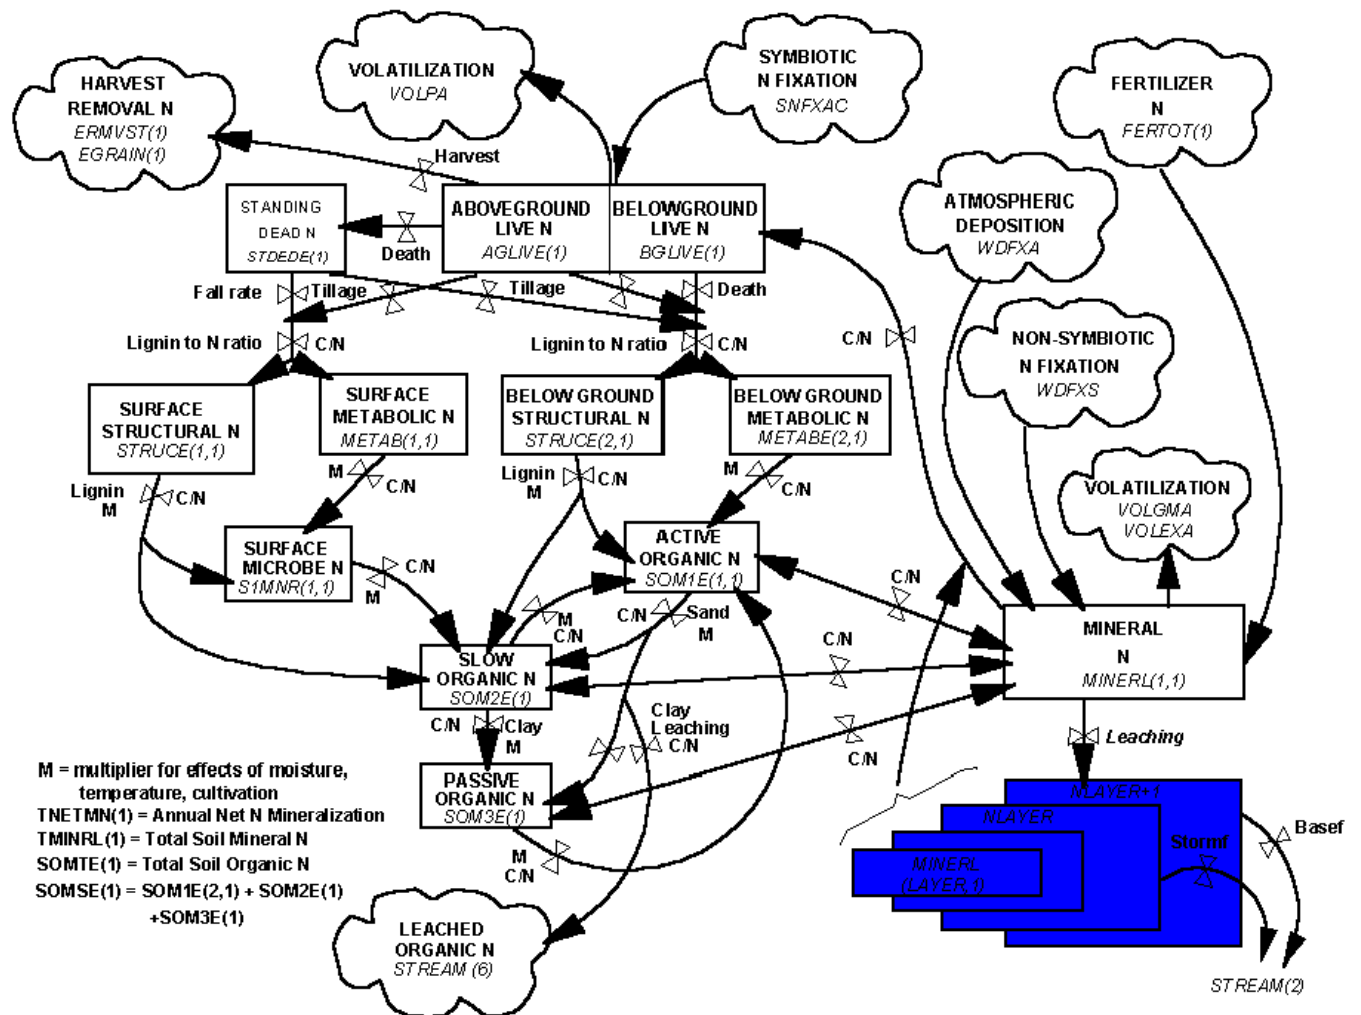 HARVEST
REMOVAL N
ERMVST(1)
EGRAIN(1)
VOLATILIZATION
VOLPA
SYMBIOTIC
N FIXATION
SNFXAC
FERTILIZER
N
FERTOT(1)
Harvest
ATMOSPHERIC
DEPOSITION
WDFXA
STANDING
DEAD N
STDEDE(1)
Death
ABOVEGROUND
LIVE N
AGLIVE(1)
BELOWGROUND
LIVE N
BGLIVE(1)
Fall rate
Tillage
Tillage
Death
Lignin to N ratio
C/N
Lignin to N ratio
C/N
C/N
NON-SYMBIOTIC
N FIXATION
WDFXS
SURFACE
STRUCTURAL N
STRUCE(1,1)
SURFACE
METABOLIC N
METAB(1,1)
BELOW GROUND
STRUCTURAL N
STRUCE(2,1)
BELOW GROUND
METABOLIC N
METABE(2,1)
Lignin
M
C/N
M
C/N
Lignin
M
C/N
M
C/N
VOLATILIZATION
VOLGMA
VOLEXA
SURFACE
MICROBE N
S1MNR(1,1)
C/N
M
ACTIVE
ORGANIC N
SOM1E(1,1)
C/N
M
C/N
C/N
Sand
M
MINERAL
N
MINERL(1,1)
SLOW
ORGANIC N
SOM2E(1)
C/N
C/N
Clay
M
Clay
Leaching
C/N
C/N
Leaching
PASSIVE
ORGANIC N
SOM3E(1)
M
C/N
M = multiplier for effects of moisture,
temperature, cultivation
TNETMN(1) = Annual Net N Mineralization
TMINRL(1) = Total Soil Mineral N
SOMTE(1) = Total Soil Organic N
SOMSE(1) = SOM1E(2,1) + SOM2E(1)
+SOM3E(1)
NLAYER+1
NLAYER
MINERL
(LAYER,1)
Stormf
Basef
LEACHED
ORGANIC N
STREAM (6)
STREAM(2)